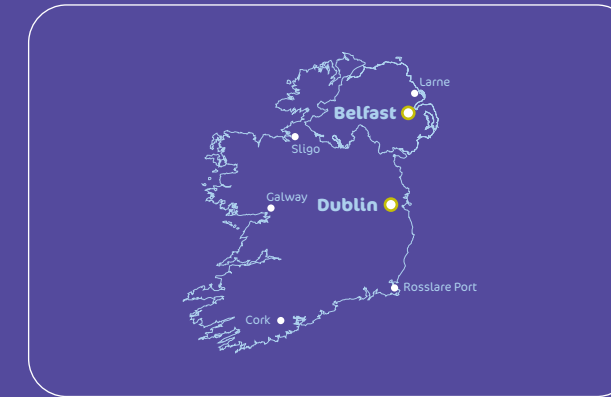 Larne
Belfast
Sligo
Galway
Dublin
Rosslare Port
Cork